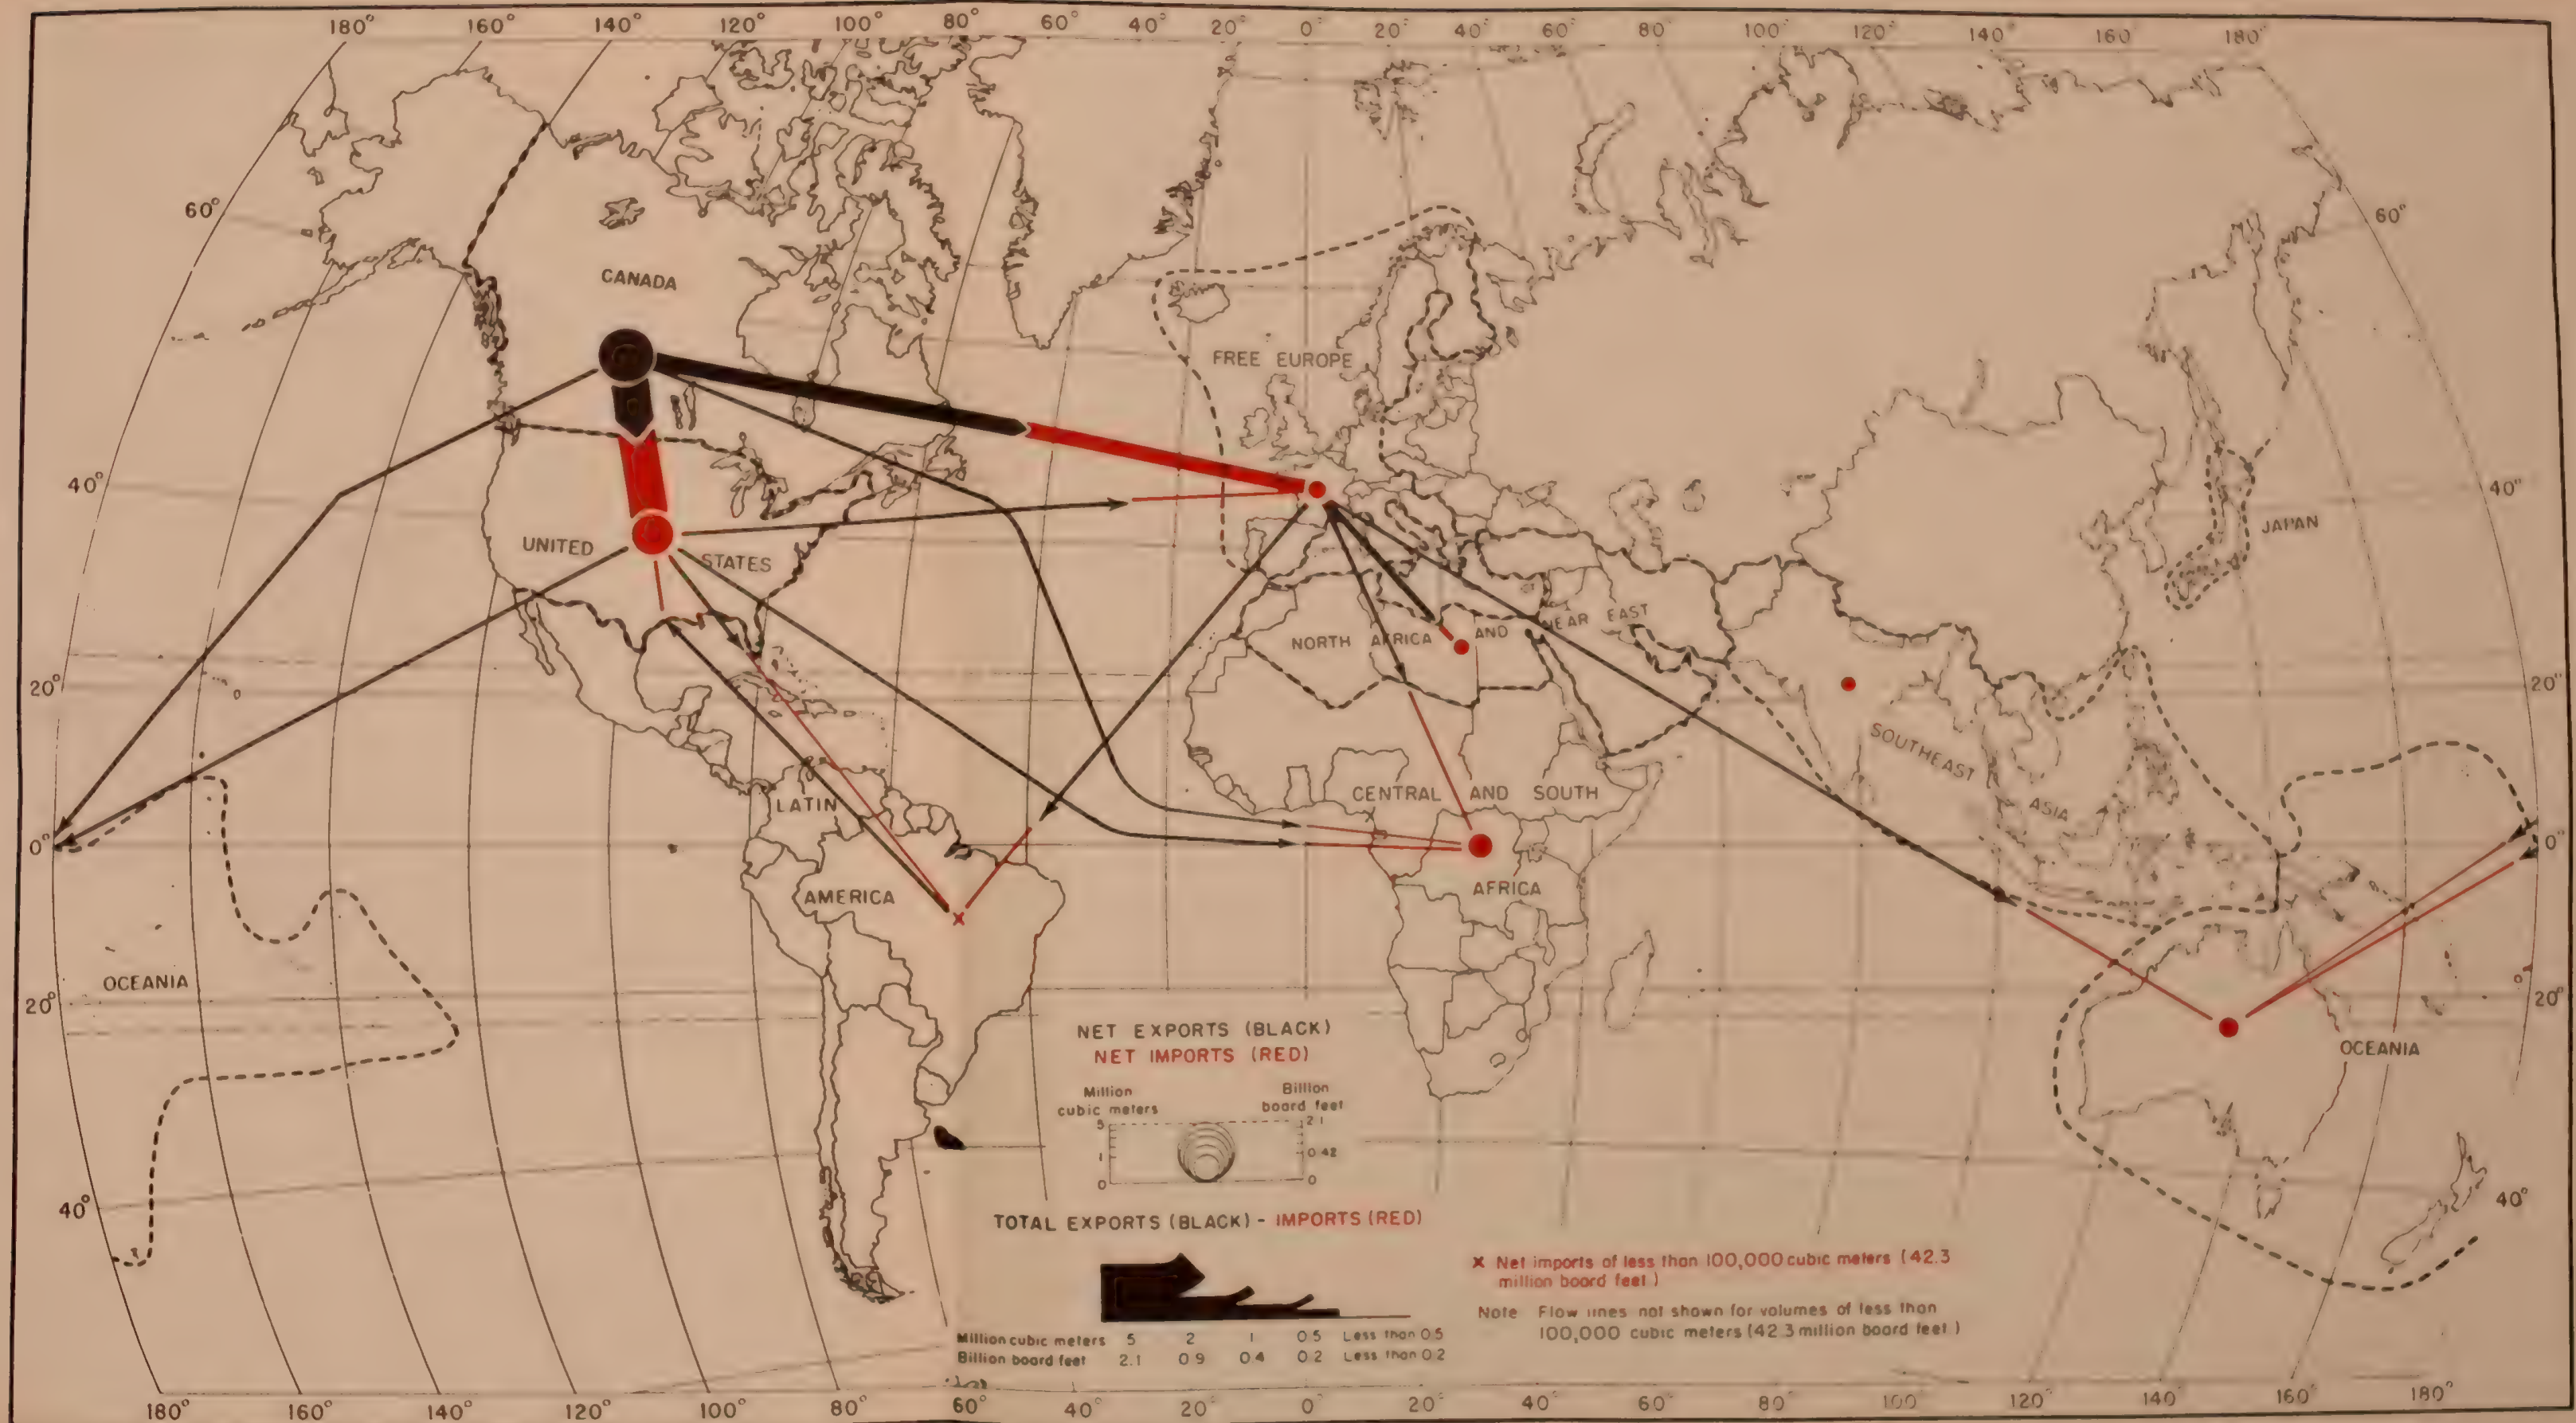 180° 160° 140° 120° 100° 80° 60° 40° 20° 0° 20° 40° 60° 80° 100° 120° 140° 160° 180°
60° 60°
CANADA
FREE EUROPE
40° 40°
JAPAN
UNITED STATES
NORTH AFRICA AND NEAR EAST
20° 20°
SOUTHEAST ASIA
LATIN AMERICA
CENTRAL AND SOUTH AFRICA
0° 0°
OCEANIA
20° 20°
OCEANIA
NET EXPORTS (BLACK)
NET IMPORTS (RED)
Million cubic meters
Billion board feet
5 2.1
1 0.42
0 0
40° 40°
TOTAL EXPORTS (BLACK) - IMPORTS (RED)
x Net imports of less than 100,000 cubic meters (42.3
million board feet)
Note Flow lines not shown for volumes of less than
100,000 cubic meters (42.3 million board feet)
Million cubic meters 5 2 1 0.5 Less than 0.5
Billion board feet 2.1 0.9 0.4 0.2 Less than 0.2
180° 160° 140° 120° 100° 80° 60° 40° 20° 0° 20° 40° 60° 80° 100 120° 140° 160° 180°